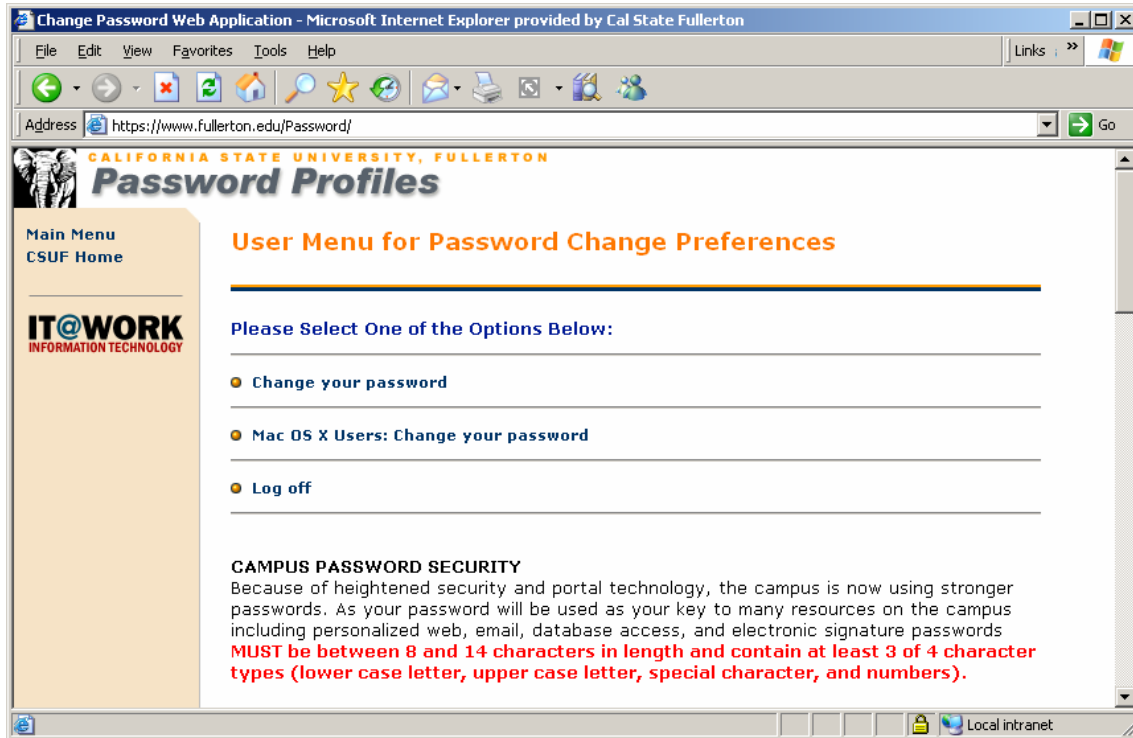 Change Password Web Application - Microsoft Internet Explorer provided by Cal State Fullerton
File Edit View Favorites Tools Help Links »
Address https://www.fullerton.edu/Password/ Go
CALIFORNIA STATE UNIVERSITY, FULLERTON
Password Profiles
Main Menu
CSUF Home
IT@WORK
INFORMATION TECHNOLOGY
User Menu for Password Change Preferences
Please Select One of the Options Below:
Change your password
Mac OS X Users: Change your password
Log off
CAMPUS PASSWORD SECURITY
Because of heightened security and portal technology, the campus is now using stronger
passwords. As your password will be used as your key to many resources on the campus
including personalized web, email, database access, and electronic signature passwords
MUST be between 8 and 14 characters in length and contain at least 3 of 4 character
types (lower case letter, upper case letter, special character, and numbers).
Local intranet